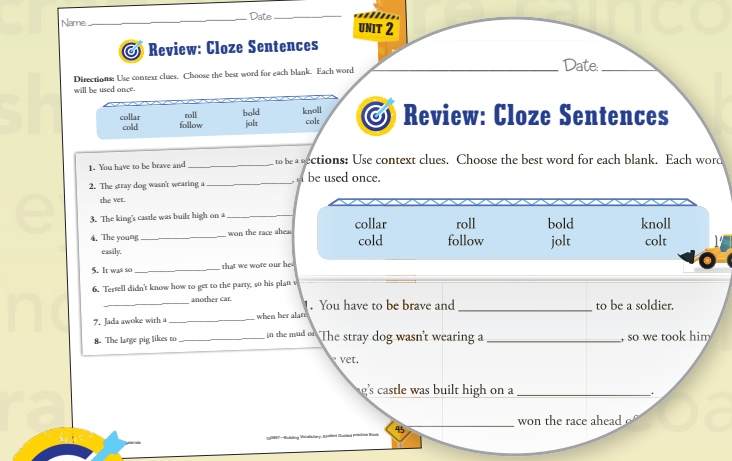 Name Date
UNIT 2
Review: Cloze Sentences
Directions: Use context clues. Choose the best word for each blank. Each word
will be used once.
collar roll bold knoll
cold follow jolt
1. You have to be brave and to be a s
2. The stray dog wasn't wearing a , s
the vet.
3. The king's castle was built high on a
4. The young won the race ahead
easily.
5. It was so that we wore our he
6. Terrell didn't know how to get to the party, so his plan w
another car.
7. Jada awoke with a when her alar
8. The large pig likes to in the mud o
45
Date:
Review: Cloze Sentences
ections: Use context clues. Choose the best word for each blank. Each word
be used once.
collar roll bold knoll
cold follow jolt colt
1. You have to be brave and to be a soldier.
The stray dog wasn't wearing a , so we took him
vet.
g's castle was built high on a .
won the race ahead of